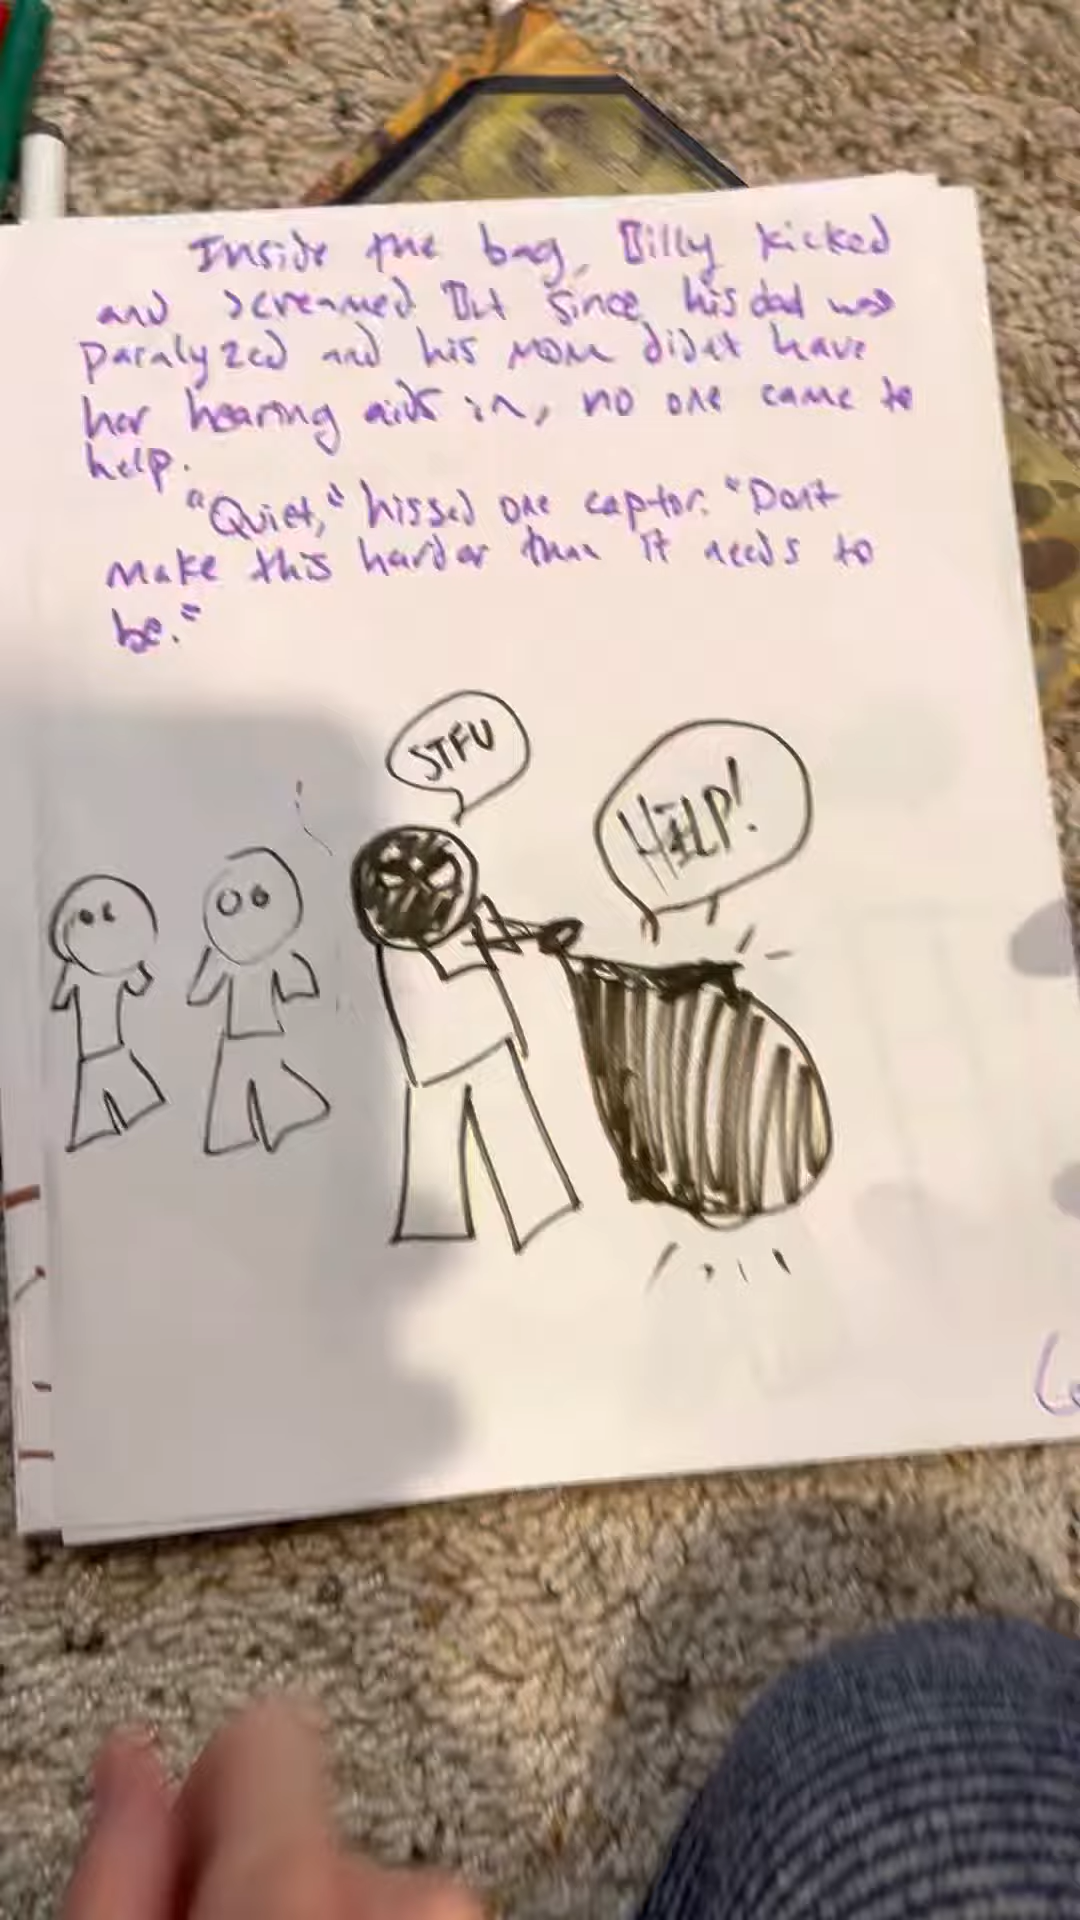 Inside the bag, Billy kicked
and screamed But since his dad was
paralyzed and his mom didn't have
her hearing aids in, no one came to
help.
"Quiet," hissed one captor. "Don't
make this harder than it needs to
be."
STFU
HELP!